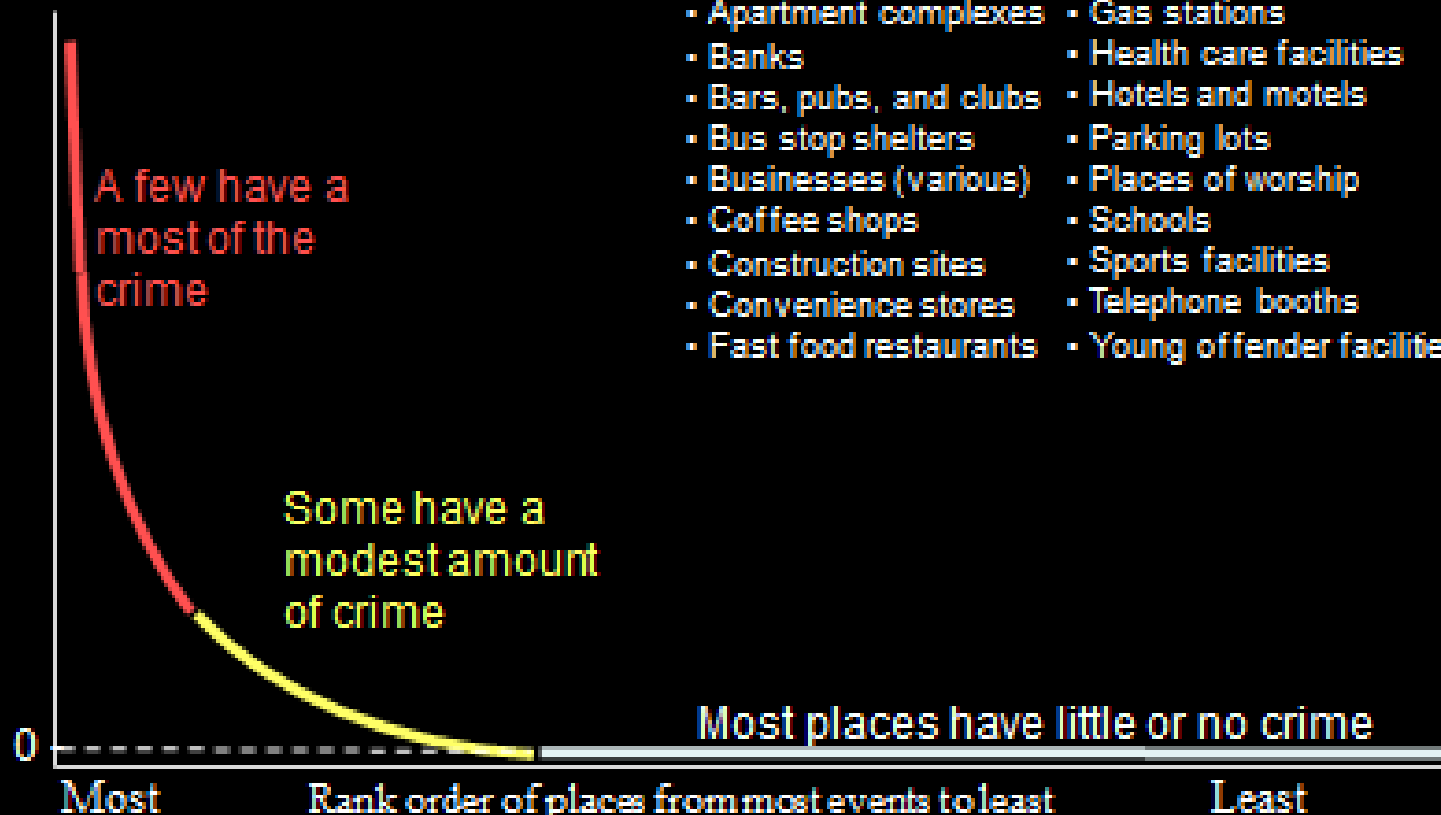 • Apartment complexes
• Banks
• Bars, pubs, and clubs
• Bus stop shelters
• Businesses (various)
• Coffee shops
• Construction sites
• Convenience stores
• Fast food restaurants
• Gas stations
• Health care facilities
• Hotels and motels
• Parking lots
• Places of worship
• Schools
• Sports facilities
• Telephone booths
• Young offender facilitie
A few have a
most of the
crime
Some have a
modest amount
of crime
Most places have little or no crime
0
Most
Rank order of places from most events to least
Least